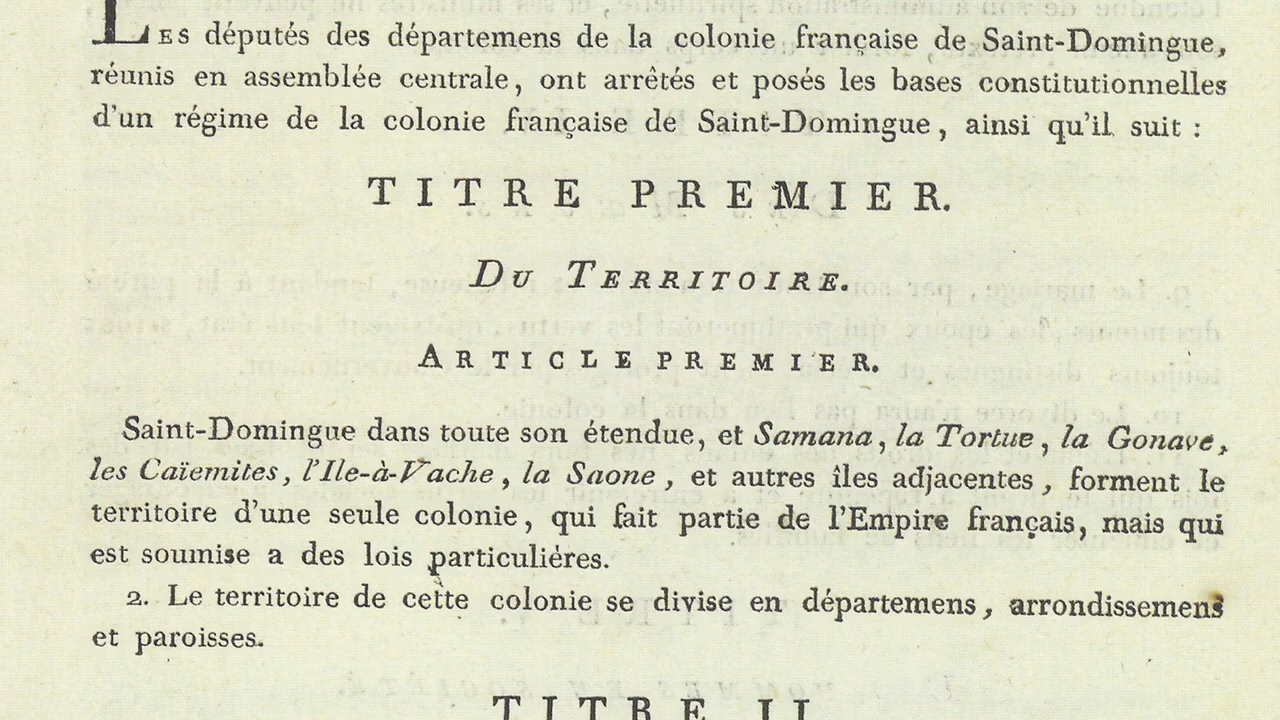 LES députés des départemens de la colonie française de Saint-Domingue,
réunis en assemblée centrale, ont arrêtés et posés les bases constitutionnelles
d'un régime de la colonie française de Saint-Domingue, ainsi qu'il suit :
TITRE PREMIER.
DU TERRITOIRE.
ARTICLE PREMIER.
Saint-Domingue dans toute son étendue, et Samana, la Tortue, la Gonave,
les Caïemites, l'Ile-à-Vache, la Saone, et autres îles adjacentes, forment le
territoire d'une seule colonie, qui fait partie de l'Empire français, mais qui
est soumise a des lois particulières.
2. Le territoire de cette colonie se divise en départemens, arrondissemens
et paroisses.
TITRE II